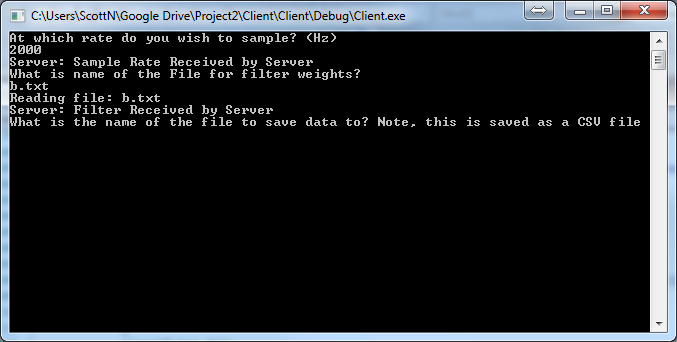 C:\Users\ScottN\Google Drive\Project2\Client\Client\Debug\Client.exe
At which rate do you wish to sample? (Hz)
2000
Server: Sample Rate Received by Server
What is name of the File for filter weights?
b.txt
Reading file: b.txt
Server: Filter Received by Server
What is the name of the file to save data to? Note, this is saved as a CSV file